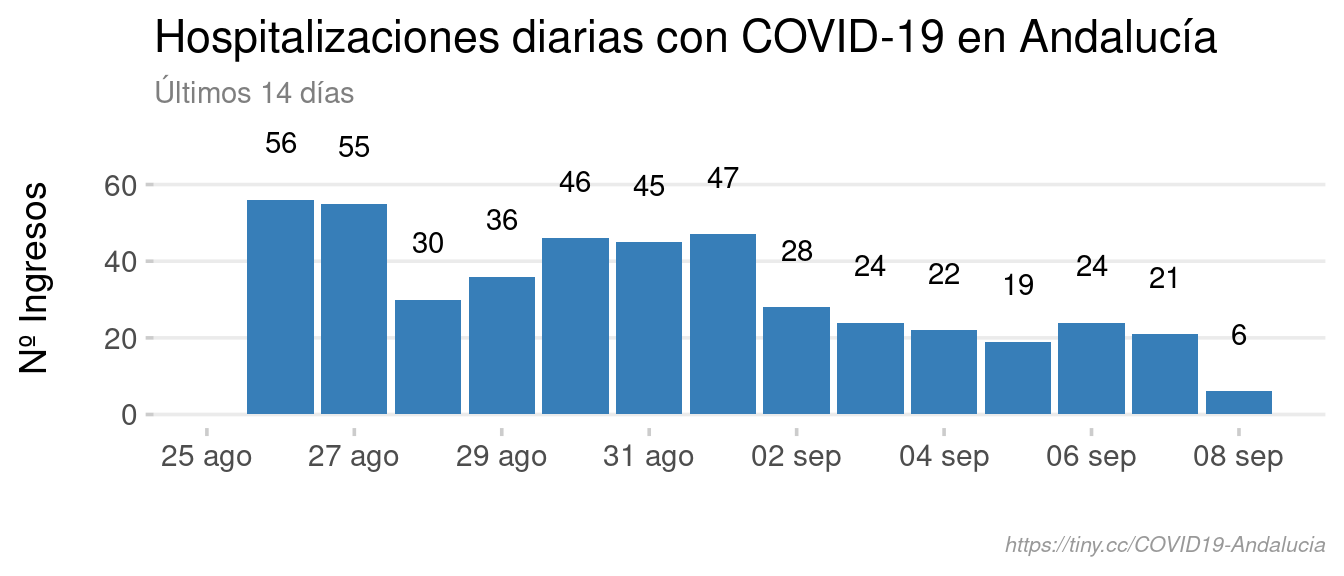 Hospitalizaciones diarias con COVID-19 en Andalucía
Últimos 14 días
Nº Ingresos
56 55 30 36 46 45 47 28 24 22 19 24 21 6
60
40
20
0
25 ago 27 ago 29 ago 31 ago 02 sep 04 sep 06 sep 08 sep
https://tiny.cc/COVID19-Andalucia